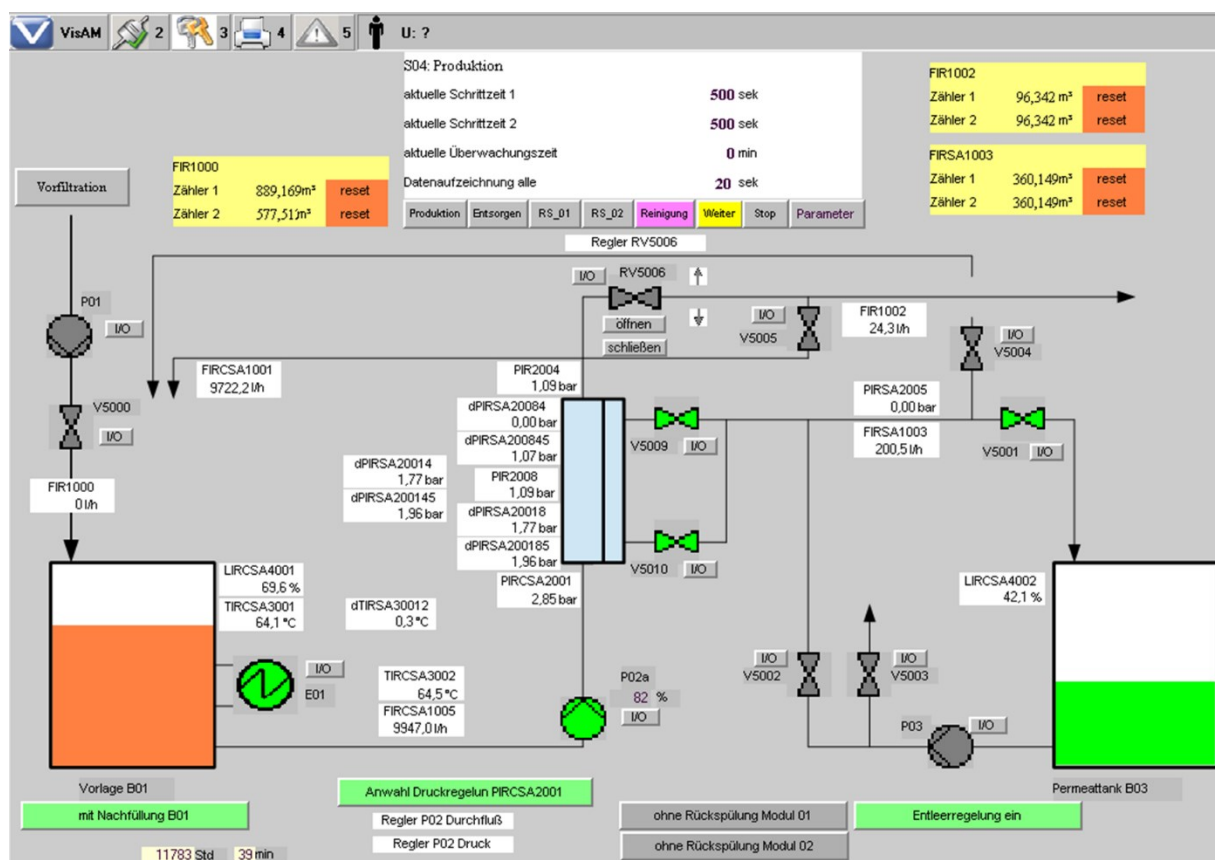 VisAM 2 3 4 5 U: ?
S04: Produktion
aktuelle Schrittzeit 1 500 sek
aktuelle Schrittzeit 2 500 sek
aktuelle Überwachungszeit 0 min
Datenaufzeichnung alle 20 sek
Produktion Entsorgen RS_01 RS_02 Reinigung Weiter Stop Parameter
FIR1002
Zähler 1 96,342 m³ reset
Zähler 2 96,342 m³ reset
FIRSA1003
Zähler 1 360,149m³ reset
Zähler 2 360,149m³ reset
FIR1000
Zähler 1 889,169m³ reset
Zähler 2 reset
Vorfiltration
Regler RV5006
I/O RV5006
öffnen
schließen
P01
I/O
I/O
V5005
FIR1002
24,3 l/h
I/O
V5004
FIRCSA1001
9722,2 l/h
V5000
I/O
PIR2004
1,09 bar
dPIRSA20084
0,00 bar
dPIRSA200845
1,07 bar
PIR2008
1,09 bar
dPIRSA20018
1,77 bar
dPIRSA200185
1,96 bar
PIRCSA2001
2,85 bar
dPIRSA20014
1,77 bar
dPIRSA200145
1,96 bar
V5009 I/O
V5010 I/O
PIRSA2005
0,00 bar
FIRSA1003
200,5 l/h
V5001 I/O
FIR1000
0 l/h
LIRCSA4001
69,6 %
TIRCSA3001
64,1 °C
dTIRSA30012
0,3 °C
I/O
E01
TIRCSA3002
64,5 °C
FIRCSA1005
9947,0 l/h
P02a
82 %
I/O
I/O
V5002
I/O
V5003
P03 I/O
LIRCSA4002
42,1 %
Vorlage B01
Permeattank B03
mit Nachfüllung B01
Anwahl Druckregelun PIRCSA2001
Regler P02 Durchfluß
Regler P02 Druck
ohne Rückspülung Modul 01
ohne Rückspülung Modul 02
Entleerregelung ein
11783 Std 39 min